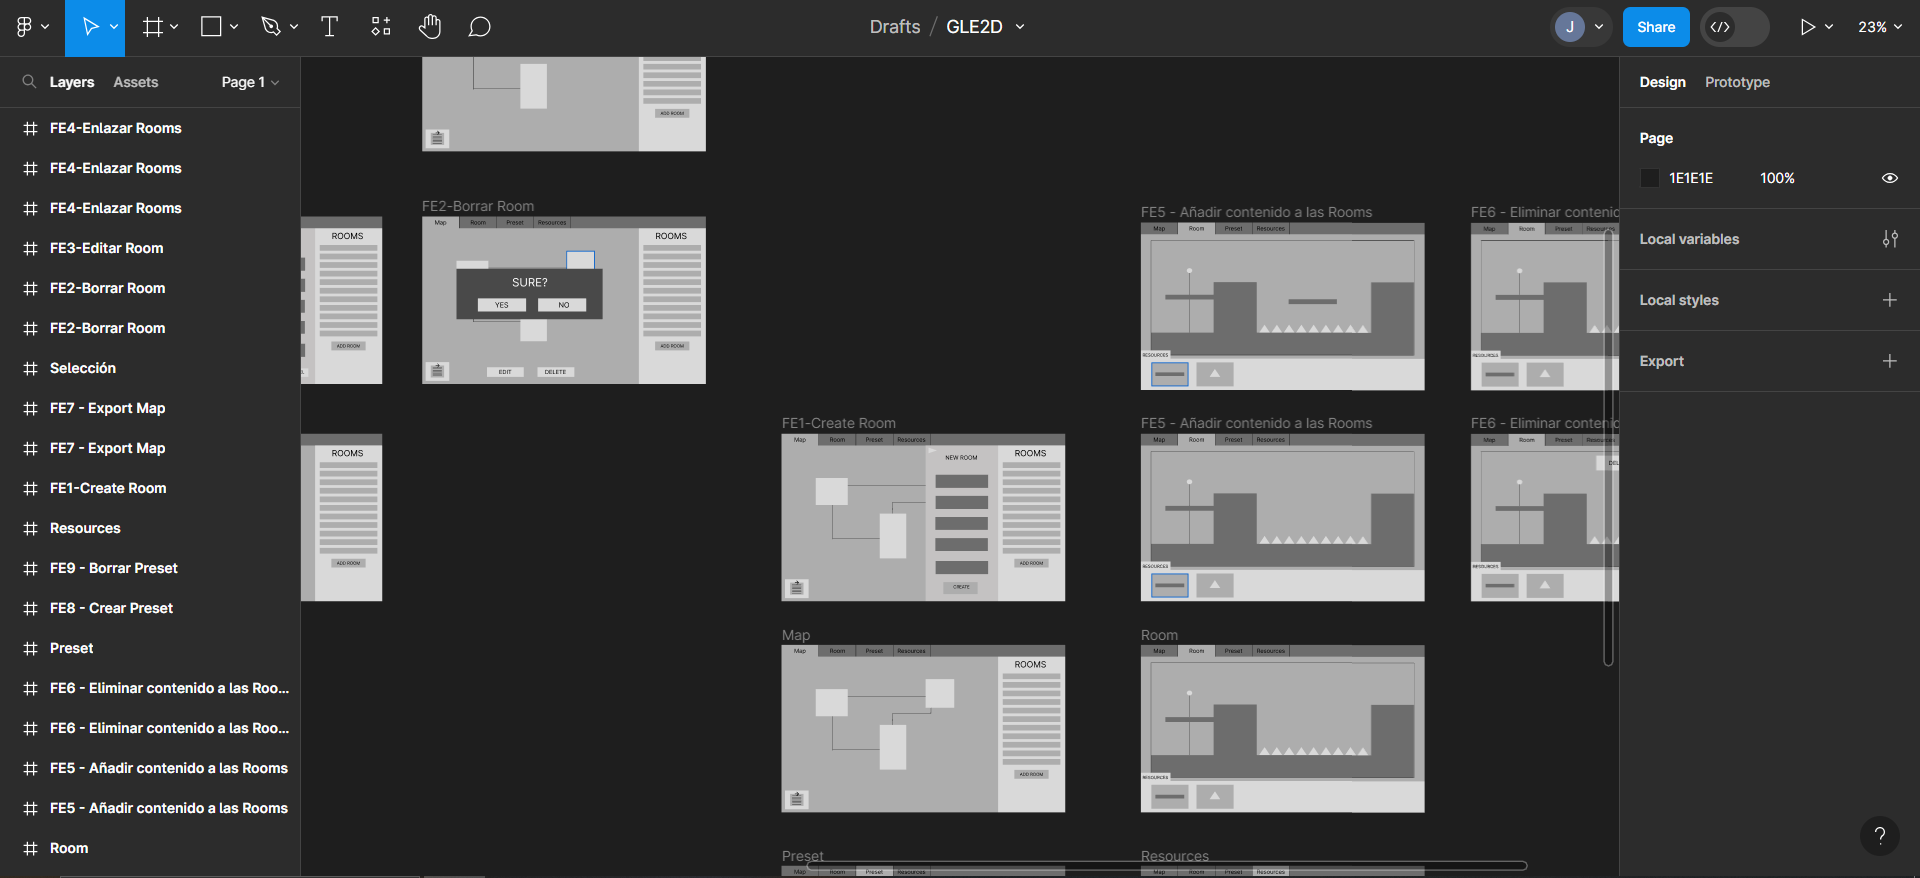 Drafts / GLE2D
J
Share
23%
Layers
Assets
Page 1
FE4-Enlazar Rooms
FE4-Enlazar Rooms
FE4-Enlazar Rooms
FE3-Editar Room
FE2-Borrar Room
FE2-Borrar Room
Selección
FE7 - Export Map
FE7 - Export Map
FE1-Create Room
Resources
FE9 - Borrar Preset
FE8 - Crear Preset
Preset
FE6 - Eliminar contenido a las Roo...
FE6 - Eliminar contenido a las Roo...
FE5 - Añadir contenido a las Rooms
FE5 - Añadir contenido a las Rooms
Room
ADD ROOM
ROOMS
ADD ROOM
ROOMS
ADD ROOM
FE2-Borrar Room
Map Room Preset Resources
ROOMS
SURE?
YES NO
ADD ROOM
EDIT DELETE
FE1-Create Room
Map Room Preset Resources
NEW ROOM
ROOMS
ADD ROOM
CREATE
Map
Map Room Preset Resources
ROOMS
ADD ROOM
Preset
Map Room Preset Resources
FE5 - Añadir contenido a las Rooms
Map Room Preset Resources
RESOURCES
FE5 - Añadir contenido a las Rooms
Map Room Preset Resources
RESOURCES
Room
Map Room Preset Resources
RESOURCES
Resources
Map Room Preset Resources
FE6 - Eliminar contenid
Map Room Preset Resources
RESOURCES
FE6 - Eliminar contenid
Map Room Preset Resources
DEL
RESOURCES
Design
Prototype
Page
1E1E1E
100%
Local variables
Local styles
Export
?